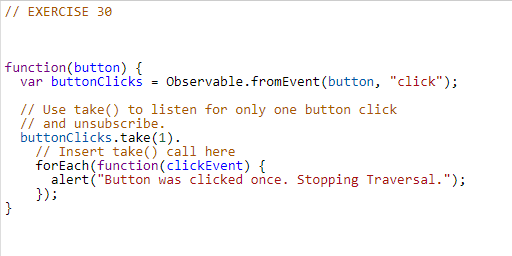 // EXERCISE 30
function(button) {
  var buttonClicks = Observable.fromEvent(button, "click");
  // Use take() to listen for only one button click
  // and unsubscribe.
  buttonClicks.take(1).
    // Insert take() call here
    forEach(function(clickEvent) {
      alert("Button was clicked once. Stopping Traversal.");
    });
}